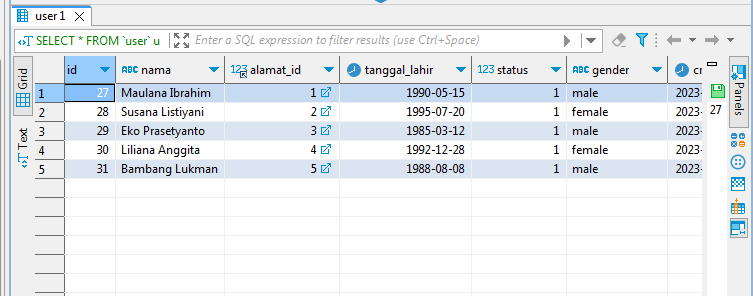 user 1
SELECT * FROM `user` u
Enter a SQL expression to filter results (use Ctrl+Space)
Grid
Text
id ABC nama 123 alamat_id tanggal_lahir 123 status ABC gender
1 27 Maulana Ibrahim 1 1990-05-15 1 male 2023-
2 28 Susana Listiyani 2 1995-07-20 1 female 2023-
3 29 Eko Prasetyanto 3 1985-03-12 1 male 2023-
4 30 Liliana Anggita 4 1992-12-28 1 female 2023-
5 31 Bambang Lukman 5 1988-08-08 1 male 2023-
27
Panels